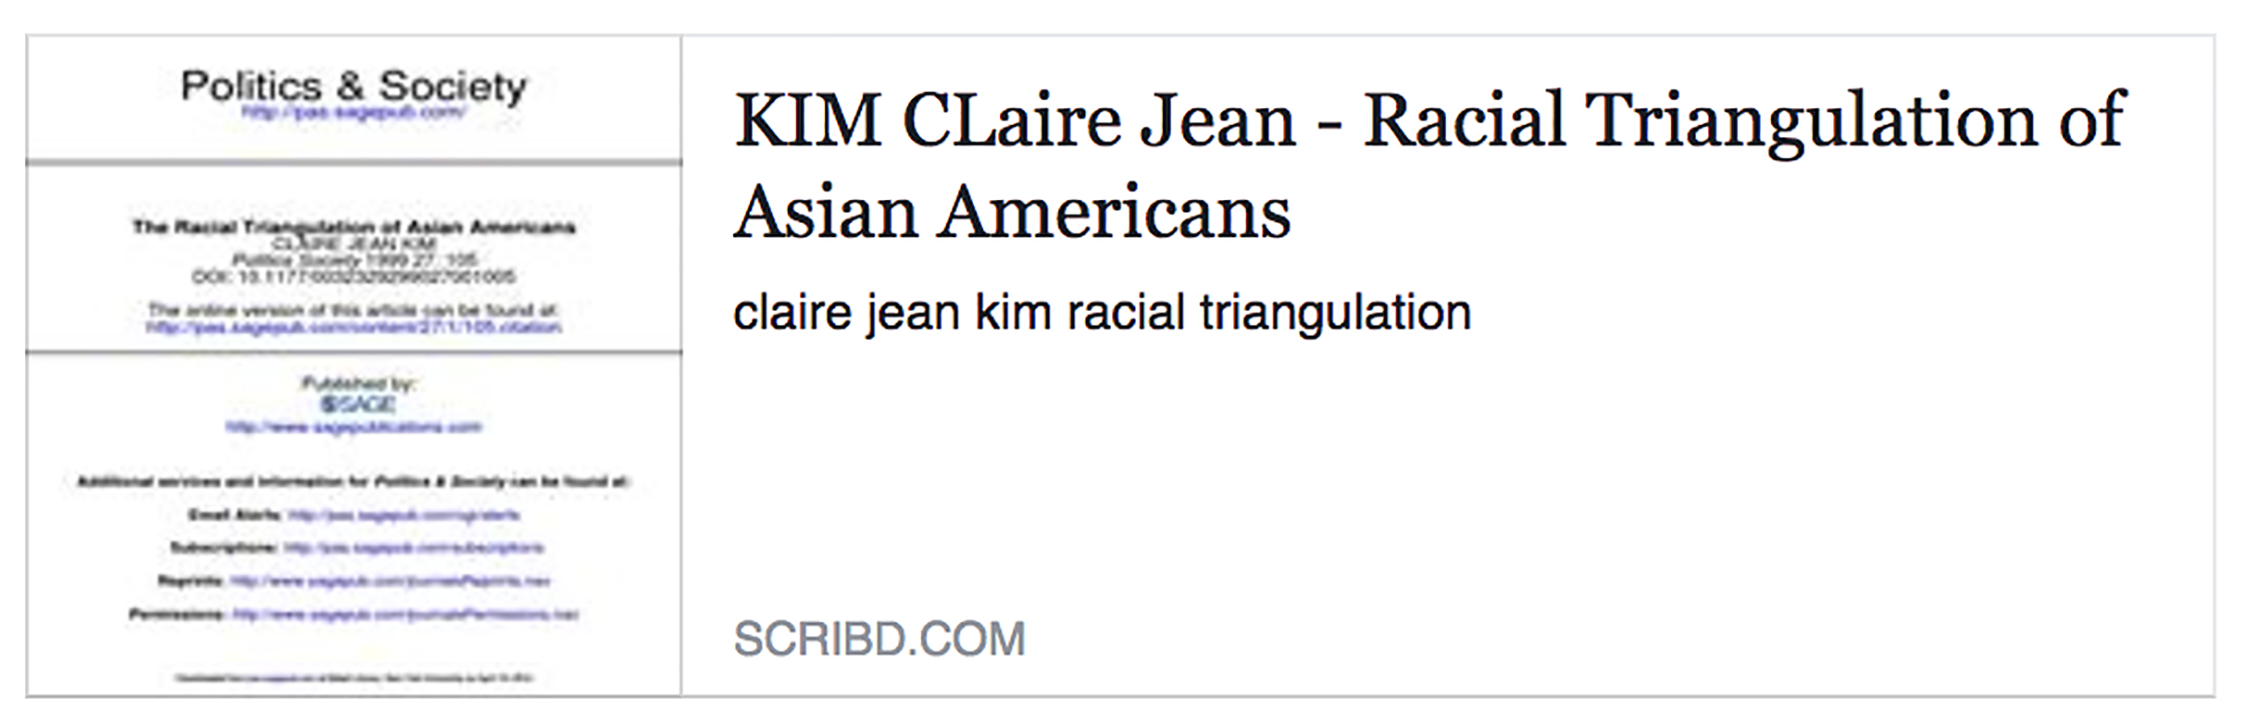 Politics & Society
http://pas.sagepub.com/
The Racial Triangulation of Asian Americans
CLAIRE JEAN KIM
Politics Society 1999 27: 105
DOI: 10.1177/0032329299027001005
The online version of this article can be found at:
http://pas.sagepub.com/content/27/1/105.citation
Published by:
SAGE
http://www.sagepublications.com
Additional services and information for Politics & Society can be found at:
Email Alerts: http://pas.sagepub.com/cgi/alerts
Subscriptions: http://pas.sagepub.com/subscriptions
Reprints: http://www.sagepub.com/journalsReprints.nav
Permissions: http://www.sagepub.com/journalsPermissions.nav
KIM CLaire Jean - Racial Triangulation of
Asian Americans
claire jean kim racial triangulation
SCRIBD.COM